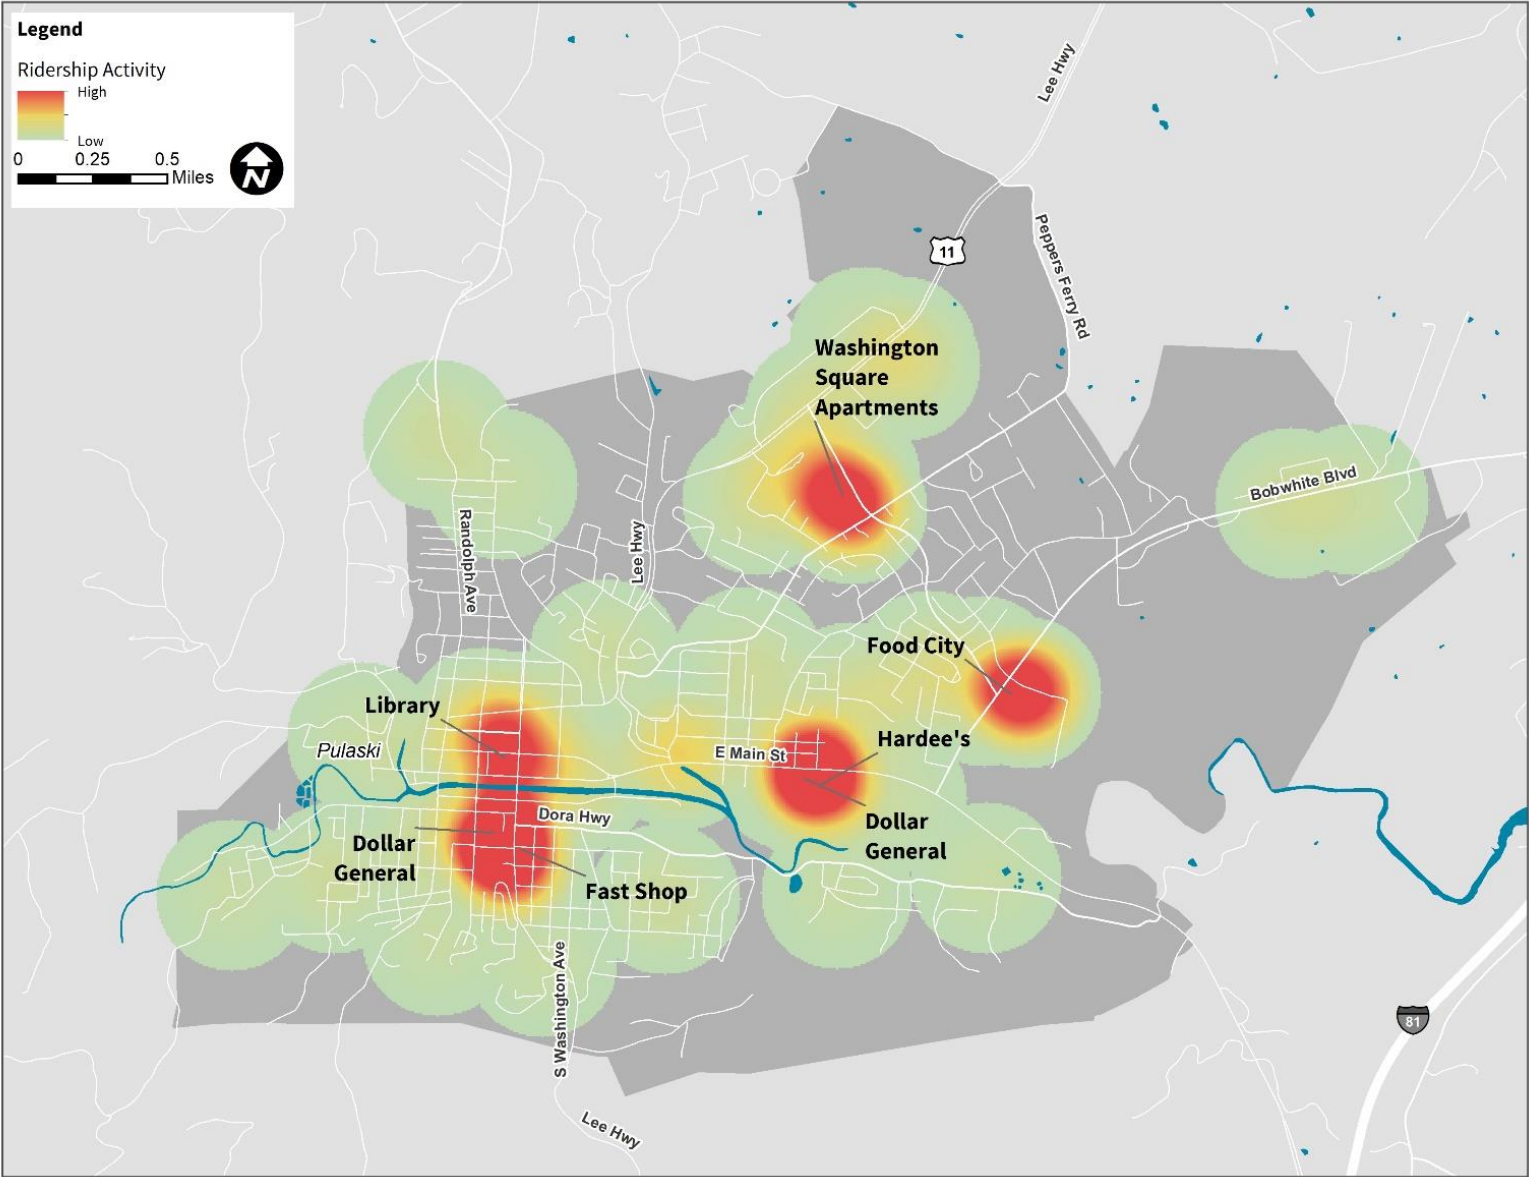 Legend
Ridership Activity
High
Low
0 0.25 0.5
Miles
N
Lee Hwy
Peppers Ferry Rd
11
Washington
Square
Apartments
Bobwhite Blvd
Randolph Ave
Lee Hwy
Food City
Library
Pulaski
E Main St
Hardee's
Dora Hwy
Dollar
General
Dollar
General
Fast Shop
S Washington Ave
81
Lee Hwy